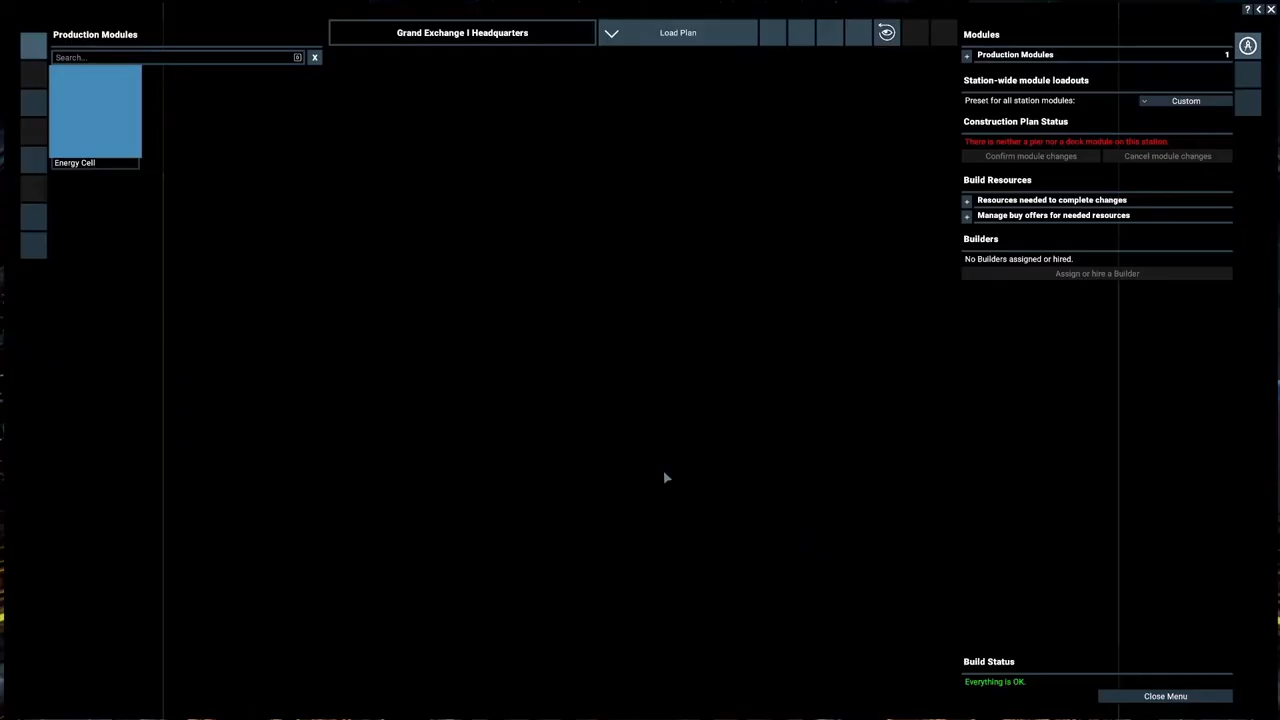 ?
Production Modules
Search...
X
Energy Cell
Grand Exchange I Headquarters
Load Plan
Modules
+ Production Modules 1
Station-wide module loadouts
Preset for all station modules: Custom
Construction Plan Status
There is neither a pier nor a dock module on this station.
Confirm module changes Cancel module changes
Build Resources
+ Resources needed to complete changes
+ Manage buy offers for needed resources
Builders
No Builders assigned or hired.
Assign or hire a Builder
Build Status
Everything is OK.
Close Menu